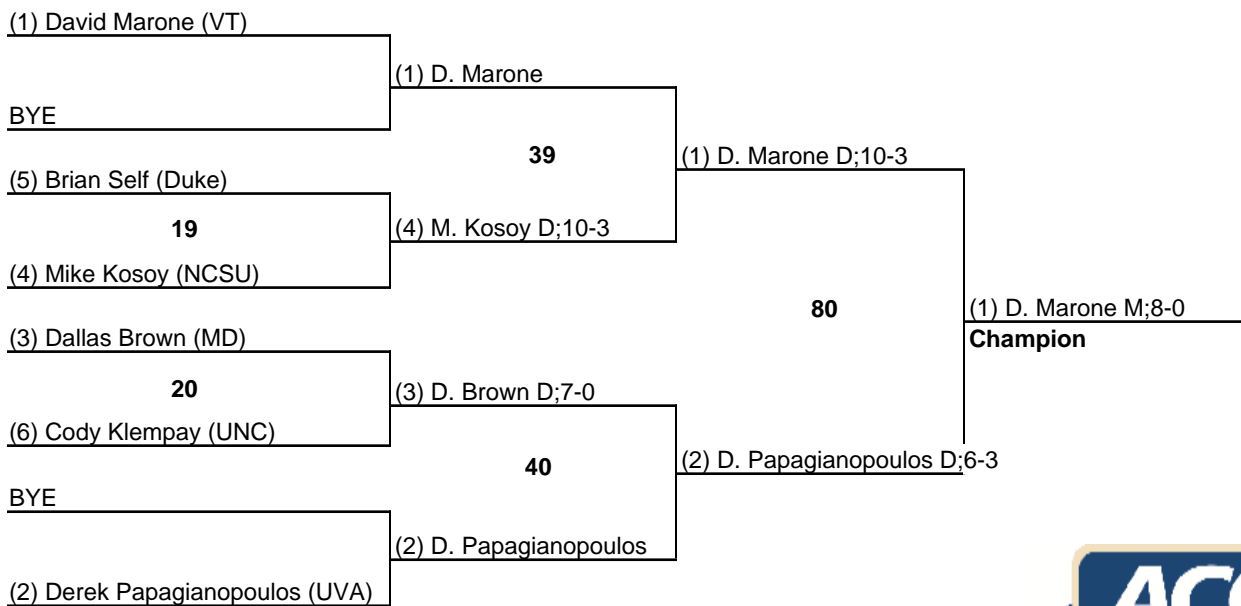 (1) David Marone (VT)
(1) D. Marone
BYE
39
(1) D. Marone D;10-3
(5) Brian Self (Duke)
19
(4) M. Kosoy D;10-3
(4) Mike Kosoy (NCSU)
80
(1) D. Marone M;8-0
Champion
(3) Dallas Brown (MD)
20
(3) D. Brown D;7-0
(6) Cody Klempay (UNC)
40
(2) D. Papagianopoulos D;6-3
BYE
(2) D. Papagianopoulos
(2) Derek Papagianopoulos (UVA)
ACC